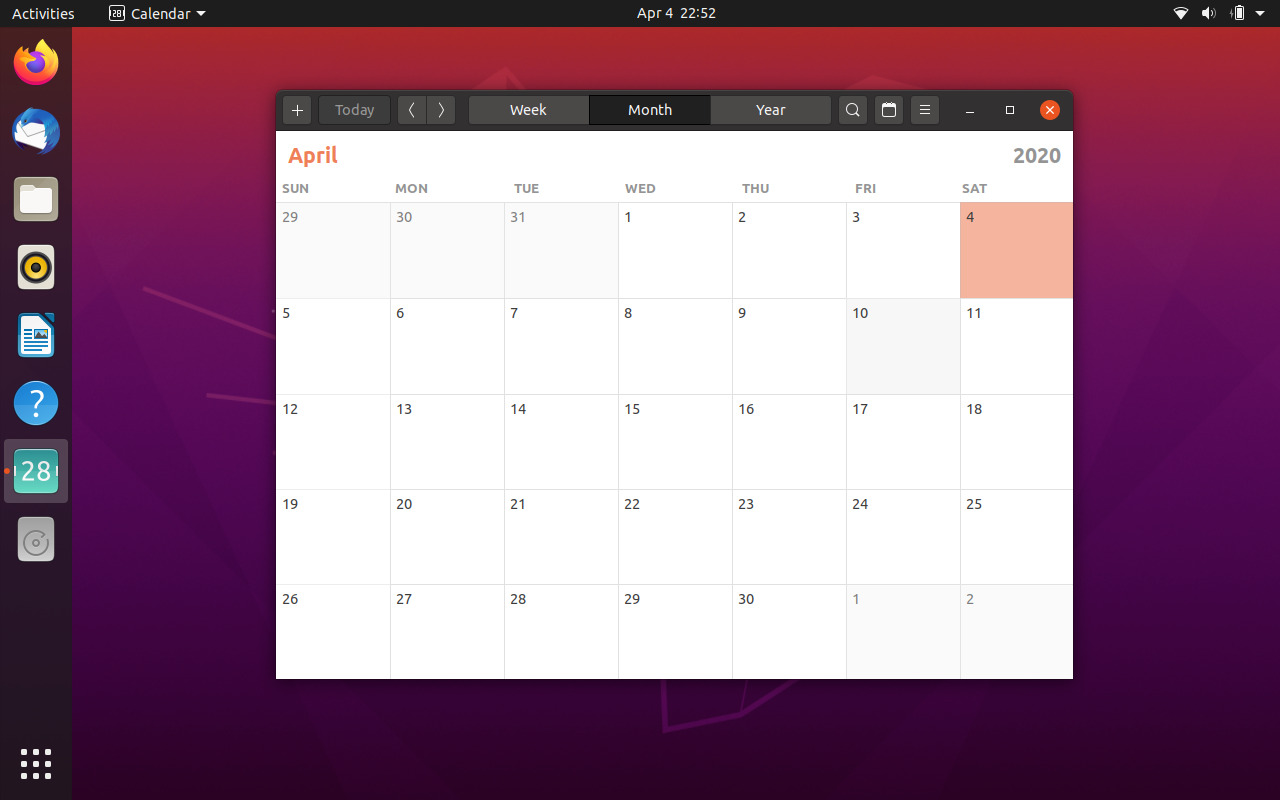 Activities
28 Calendar
Apr 4 22:52
Today
Week
Month
Year
April
2020
SUN MON TUE WED THU FRI SAT
29 30 31 1 2 3 4
5 6 7 8 9 10 11
12 13 14 15 16 17 18
19 20 21 22 23 24 25
26 27 28 29 30 1 2
?
28